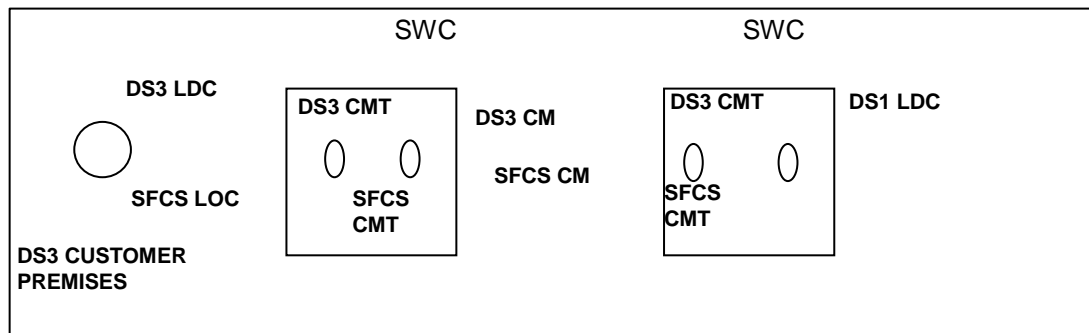 SWC
SWC
DS3 LDC
DS3 CMT
DS3 CM
DS3 CMT
DS1 LDC
SFCS CM
SFCS LOC
SFCS
CMT
SFCS
CMT
DS3 CUSTOMER
PREMISES